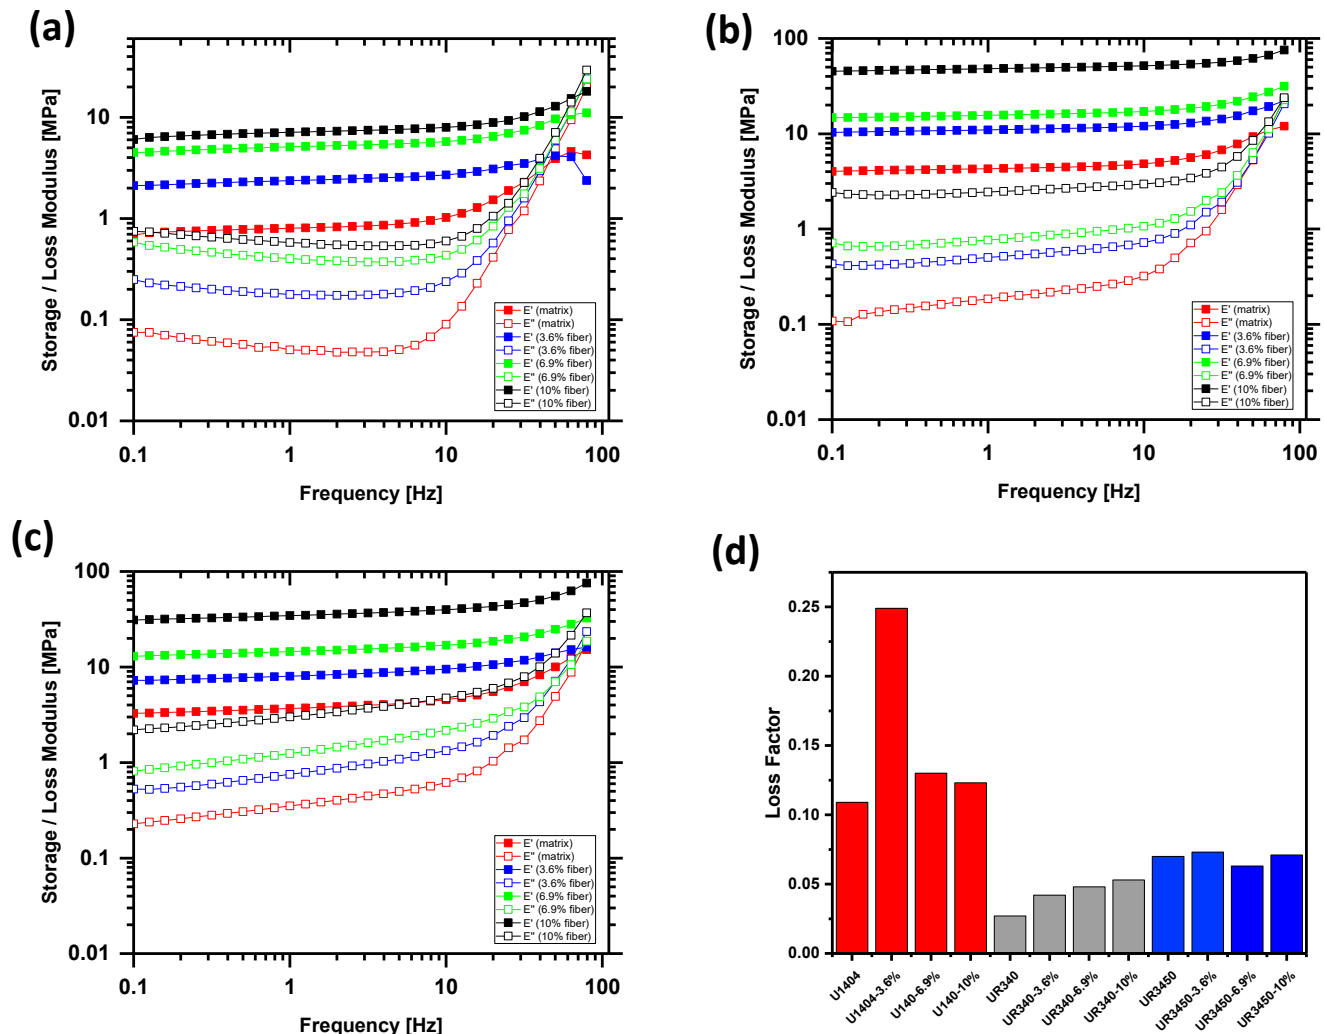 (a)
Storage / Loss Modulus [MPa]
10
1
0.1
0.01
0.1
1
10
100
Frequency [Hz]
E' (matrix)
E" (matrix)
E' (3.6% fiber)
E" (3.6% fiber)
E' (6.9% fiber)
E" (6.9% fiber)
E' (10% fiber)
E" (10% fiber)
(b)
Storage / Loss Modulus [MPa]
100
10
1
0.1
0.01
0.1
1
10
100
Frequency [Hz]
E' (matrix)
E" (matrix)
E' (3.6% fiber)
E" (3.6% fiber)
E' (6.9% fiber)
E" (6.9% fiber)
E' (10% fiber)
E" (10% fiber)
(c)
Storage / Loss Modulus [MPa]
100
10
1
0.1
0.01
0.1
1
10
100
Frequency [Hz]
E' (matrix)
E" (matrix)
E' (3.6% fiber)
E" (3.6% fiber)
E' (6.9% fiber)
E" (6.9% fiber)
E' (10% fiber)
E" (10% fiber)
(d)
Loss Factor
0.25
0.20
0.15
0.10
0.05
0.00
U1404
U1404-3.6%
U140-6.9%
U140-10%
UR340
UR340-3.6%
UR340-6.9%
UR340-10%
UR3450
UR3450-3.6%
UR3450-6.9%
UR3450-10%